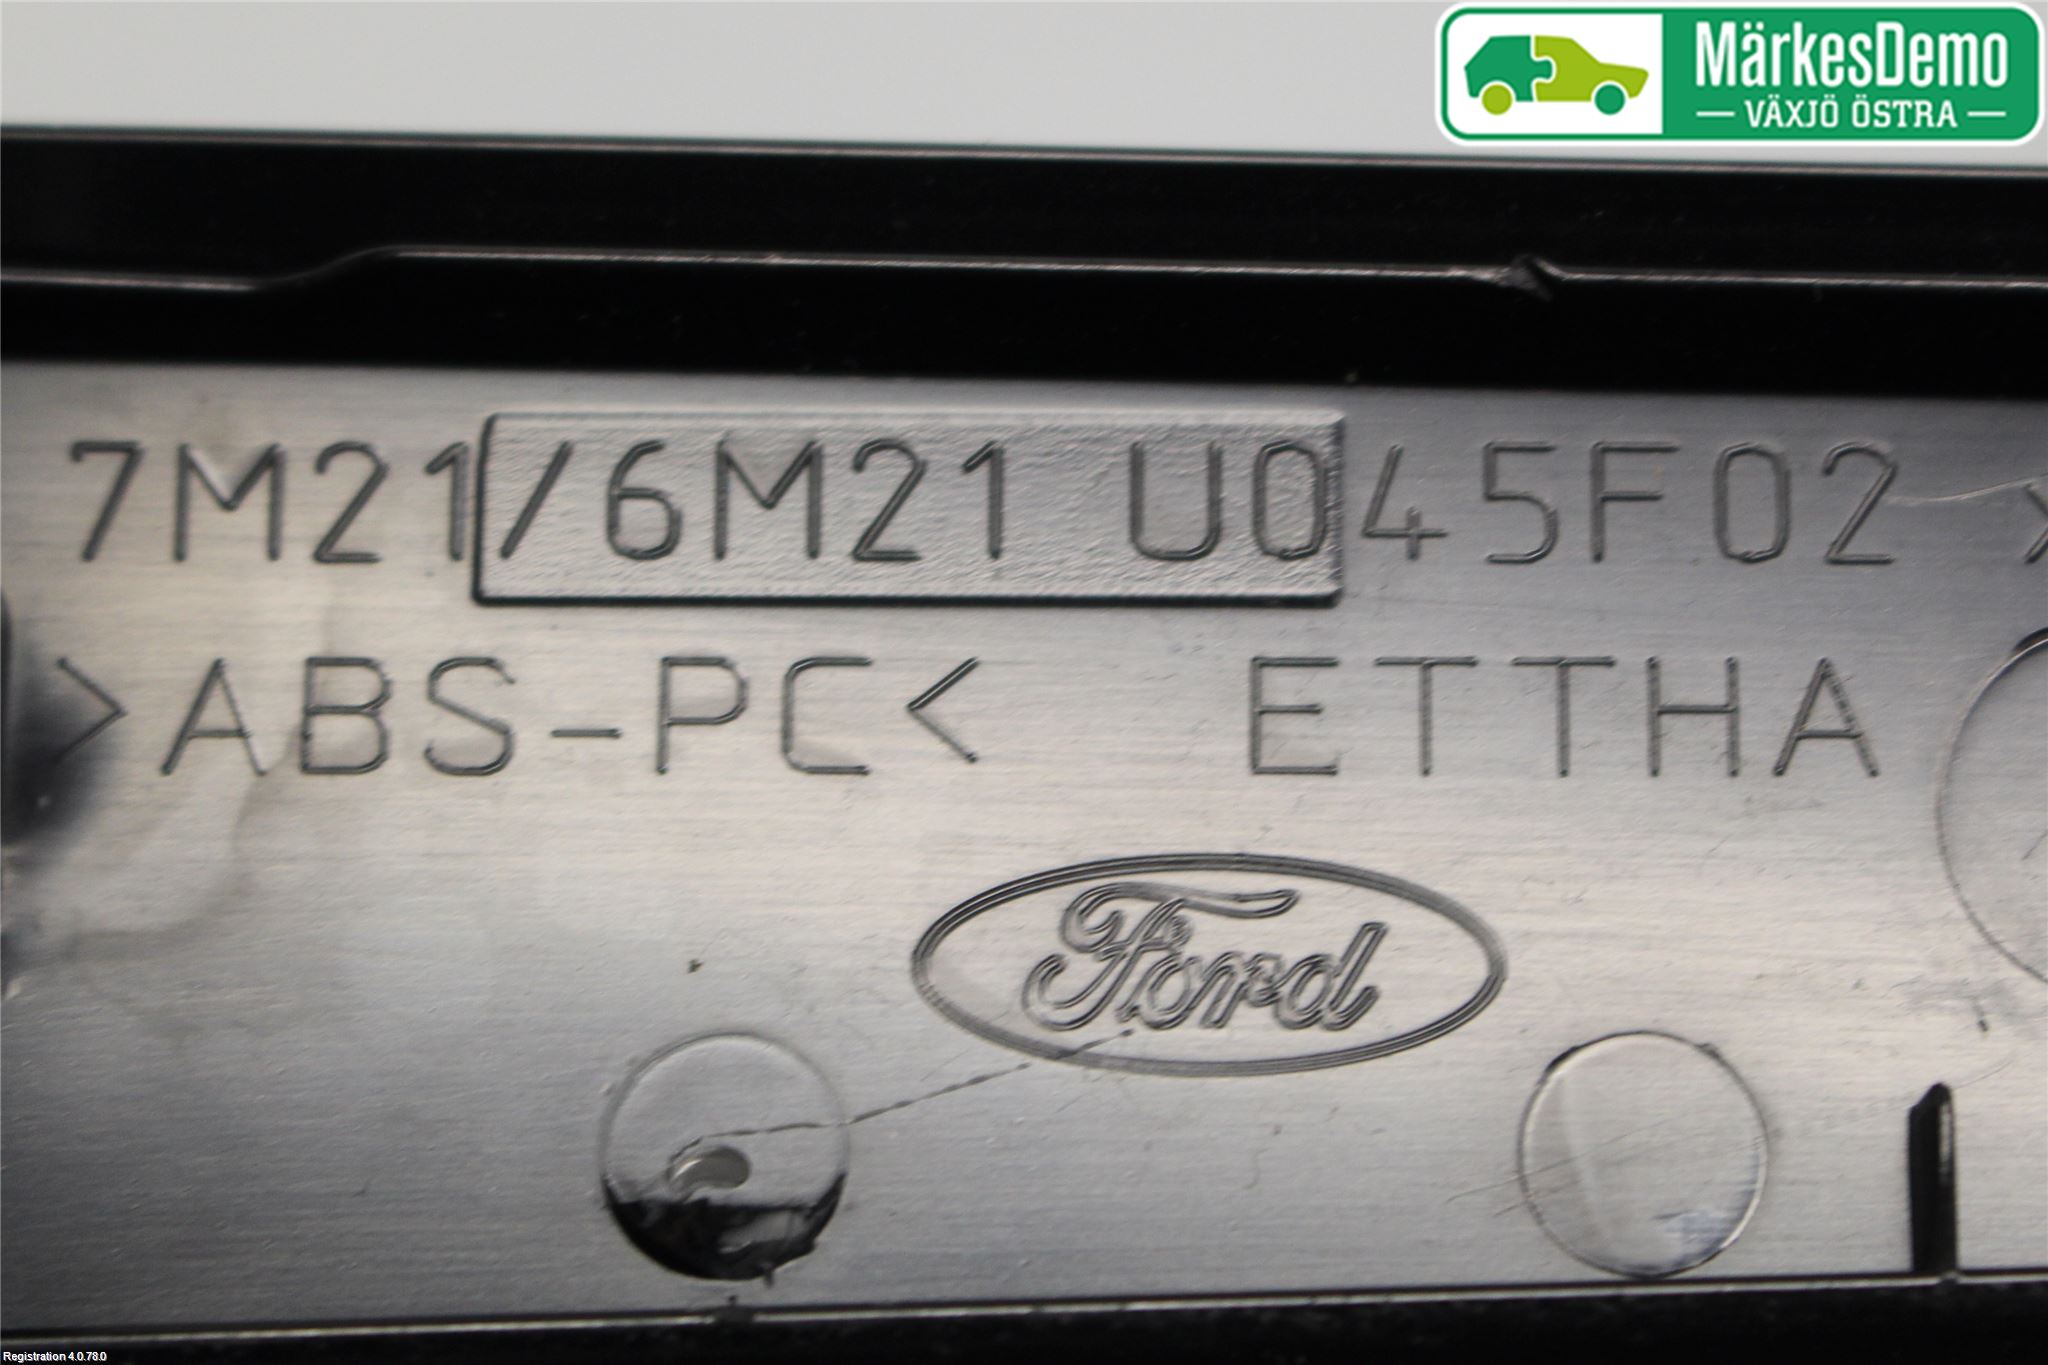 MärkesDemo
VÄXJÖ ÖSTRA
7M21/6M21 U045F02
>ABS-PC< ETTHA
Ford
Registration 4.0.78.0